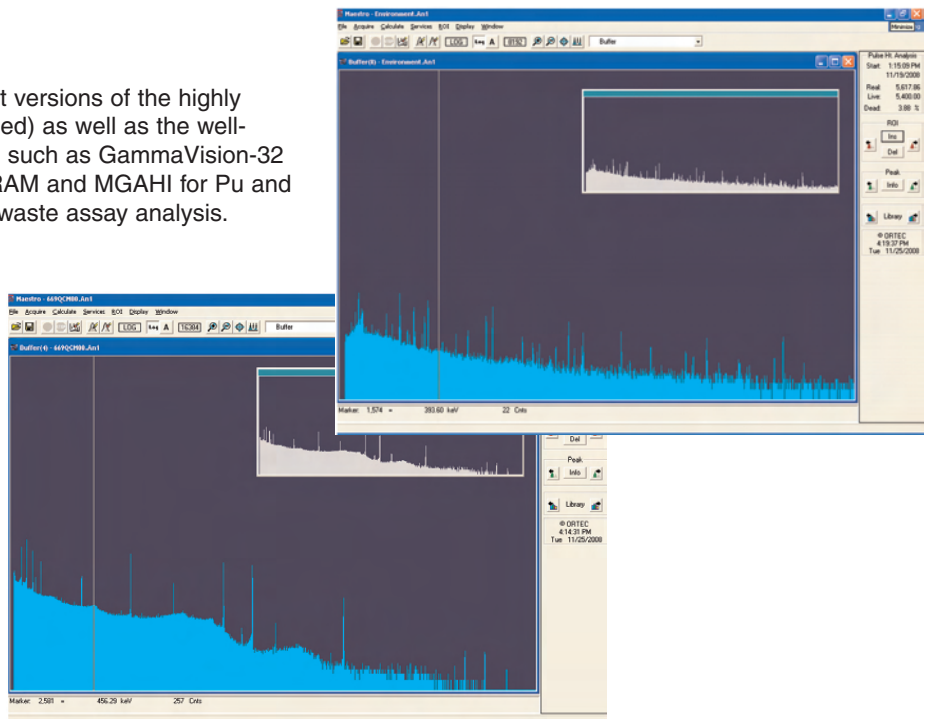 t versions of the highly
ed) as well as the well-
such as GammaVision-32
RAM and MGAHI for Pu and
waste assay analysis.
Maestro - Environment.An1
File Acquire Calculate Services ROI Display Window
Minimize
LOG Log A 8192 Buffer
Buffer(8) - Environment.An1
Pulse Ht. Analysis
Start: 1:15:09 PM
11/19/2008
Real: 5,617.86
Live: 5,400.00
Dead: 3.88 %
ROI
Ins
Del
Peak
Info
Library
© ORTEC
4:19:37 PM
Tue 11/25/2008
Marker: 1,574 = 393.60 keV 22 Cnts
Maestro - 669QCM80.An1
File Acquire Calculate Services ROI Display Window
LOG Log A 16384 Buffer
Buffer(4) - 669QCM80.An1
Del
Peak
Info
Library
© ORTEC
4:14:31 PM
Tue 11/25/2008
Marker: 2,581 = 456.29 keV 257 Cnts